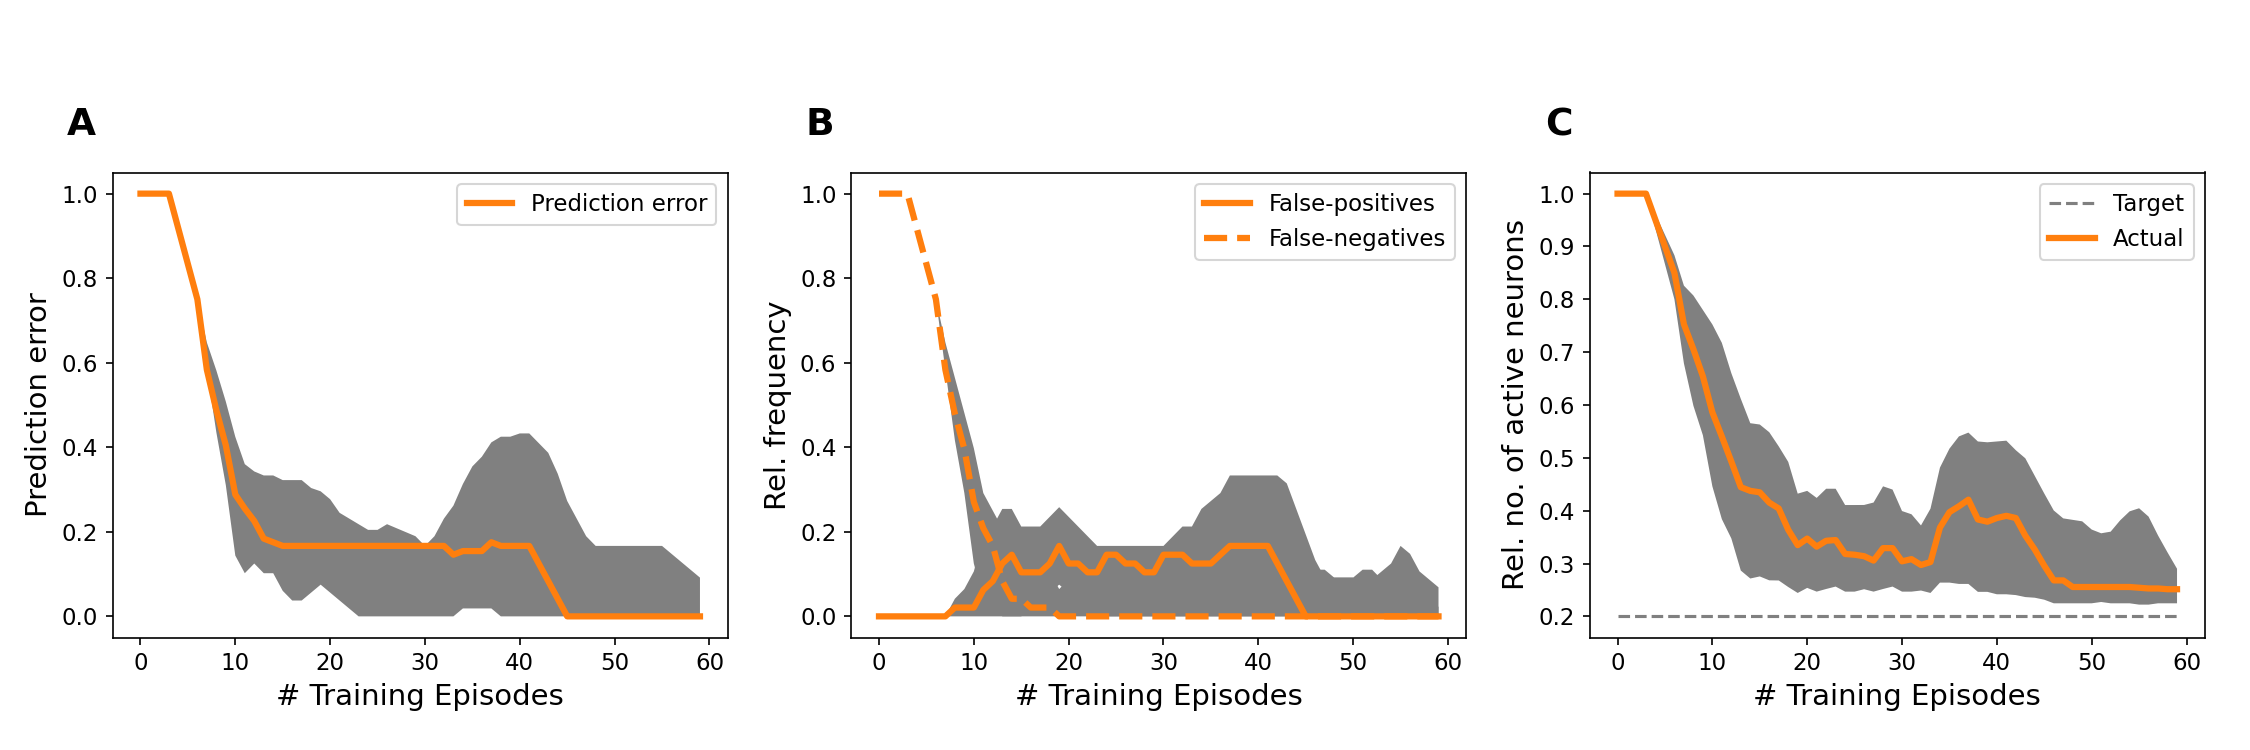 A
B
C
Prediction error
1.0
0.8
0.6
0.4
0.2
0.0
0 10 20 30 40 50 60
# Training Episodes
Prediction error
Rel. frequency
1.0
0.8
0.6
0.4
0.2
0.0
0 10 20 30 40 50 60
# Training Episodes
False-positives
False-negatives
Rel. no. of active neurons
1.0
0.9
0.8
0.7
0.6
0.5
0.4
0.3
0.2
0 10 20 30 40 50 60
# Training Episodes
Target
Actual